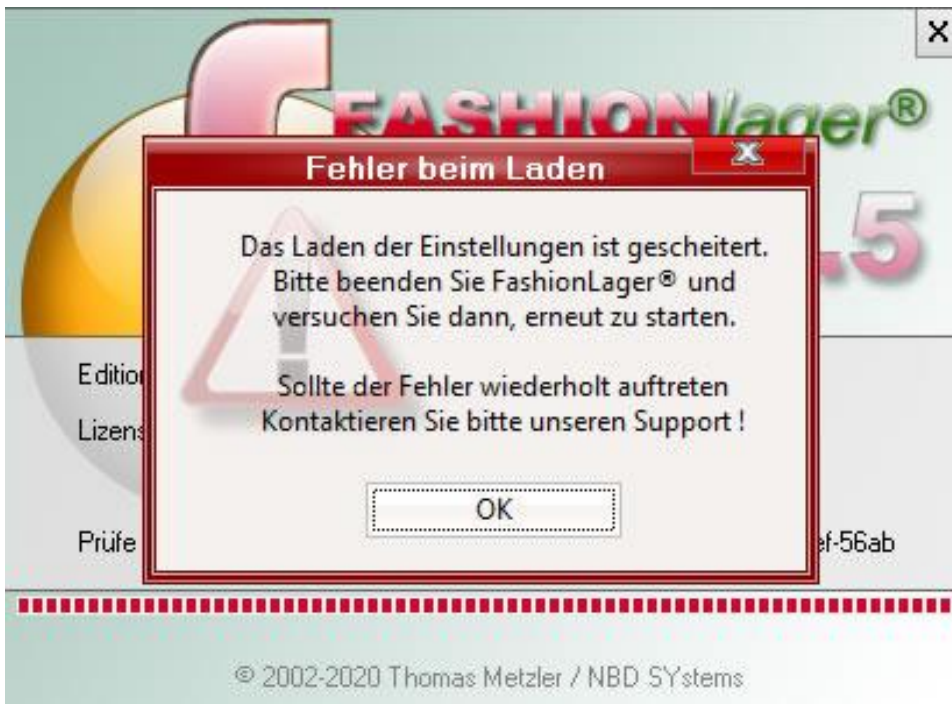 X
f
FASHIONlager®
Fehler beim Laden
X
.5
Das Laden der Einstellungen ist gescheitert.
Bitte beenden Sie FashionLager® und
versuchen Sie dann, erneut zu starten.
Sollte der Fehler wiederholt auftreten
Kontaktieren Sie bitte unseren Support !
OK
Prüfe
ef-56ab
© 2002-2020 Thomas Metzler / NBD SYstems